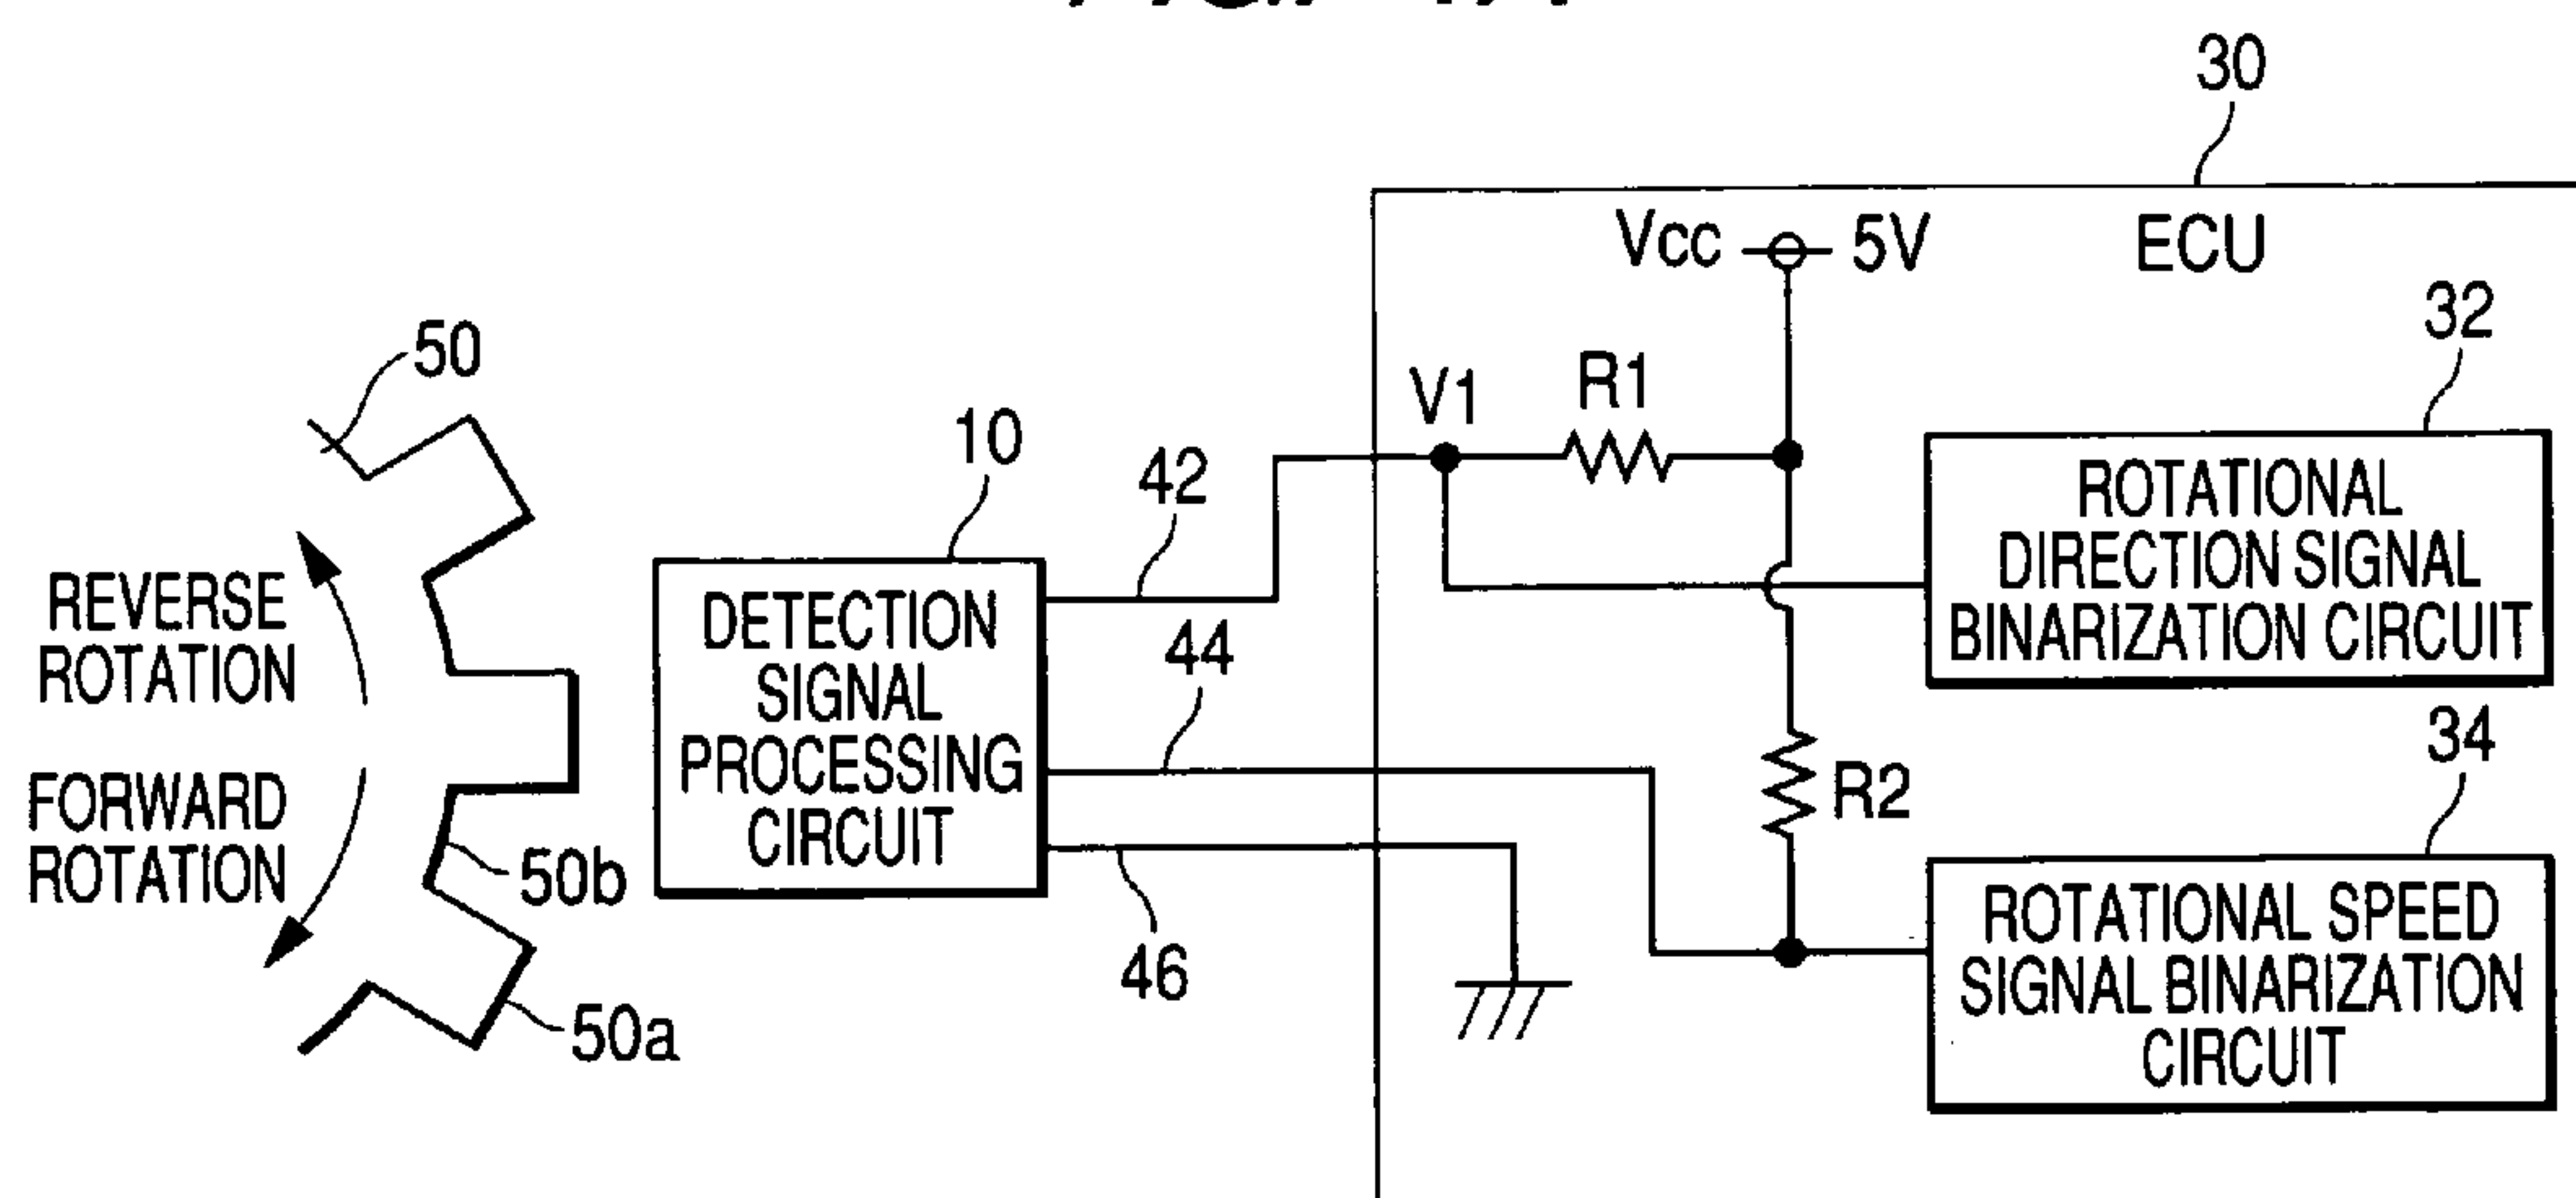 30
Vcc
5V
ECU
32
50
V1
R1
10
42
ROTATIONAL
DIRECTION SIGNAL
BINARIZATION CIRCUIT
REVERSE
ROTATION
DETECTION
SIGNAL
PROCESSING
CIRCUIT
44
34
FORWARD
ROTATION
R2
50b
46
ROTATIONAL SPEED
SIGNAL BINARIZATION
CIRCUIT
50a